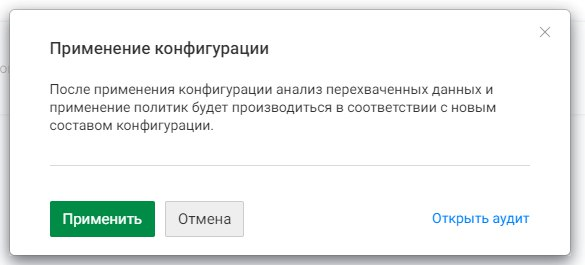 Применение конфигурации
После применения конфигурации анализ перехваченных данных и
применение политик будет производиться в соответствии с новым
составом конфигурации.
Применить Отмена Открыть аудит